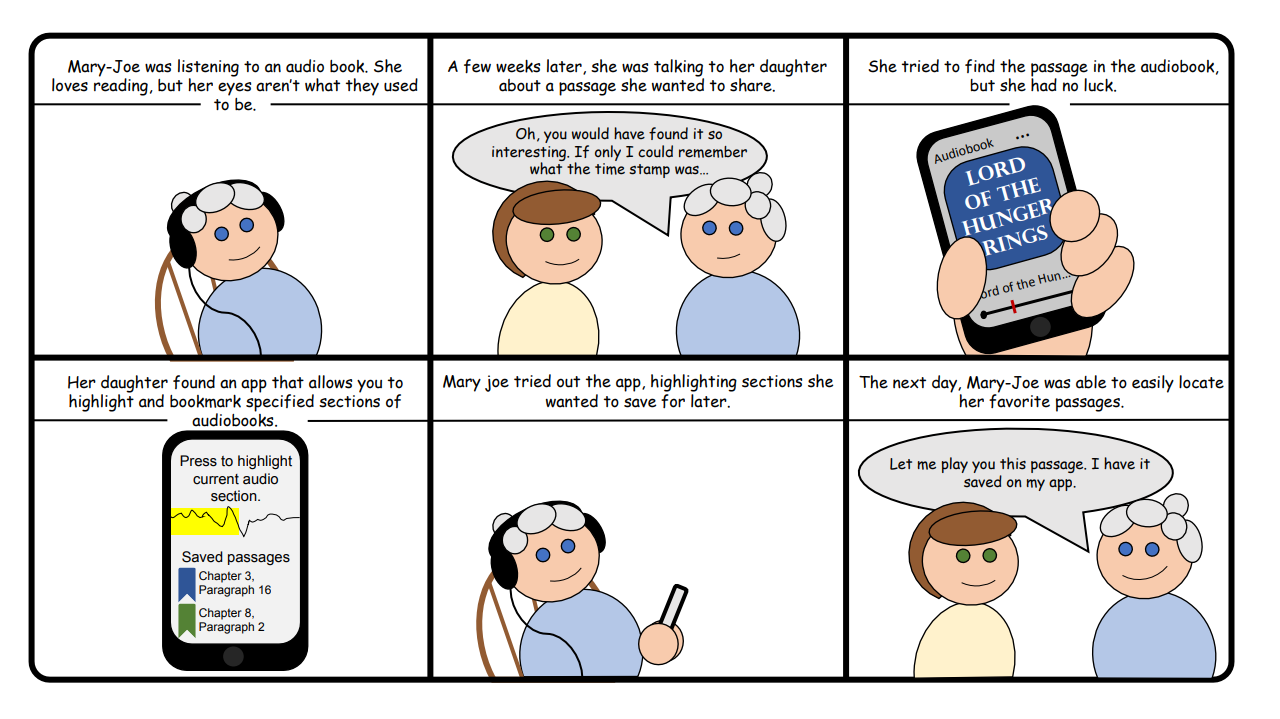 Mary-Joe was listening to an audio book. She
loves reading, but her eyes aren't what they used
to be.
A few weeks later, she was talking to her daughter
about a passage she wanted to share.
Oh, you would have found it so
interesting. If only I could remember
what the time stamp was...
She tried to find the passage in the audiobook,
but she had no luck.
Audiobook ...
LORD
OF THE
HUNGER
RINGS
ord of the Hun...
Her daughter found an app that allows you to
highlight and bookmark specified sections of
audiobooks.
Press to highlight
current audio
section.
Saved passages
Chapter 3,
Paragraph 16
Chapter 8,
Paragraph 2
Mary joe tried out the app, highlighting sections she
wanted to save for later.
The next day, Mary-Joe was able to easily locate
her favorite passages.
Let me play you this passage. I have it
saved on my app.